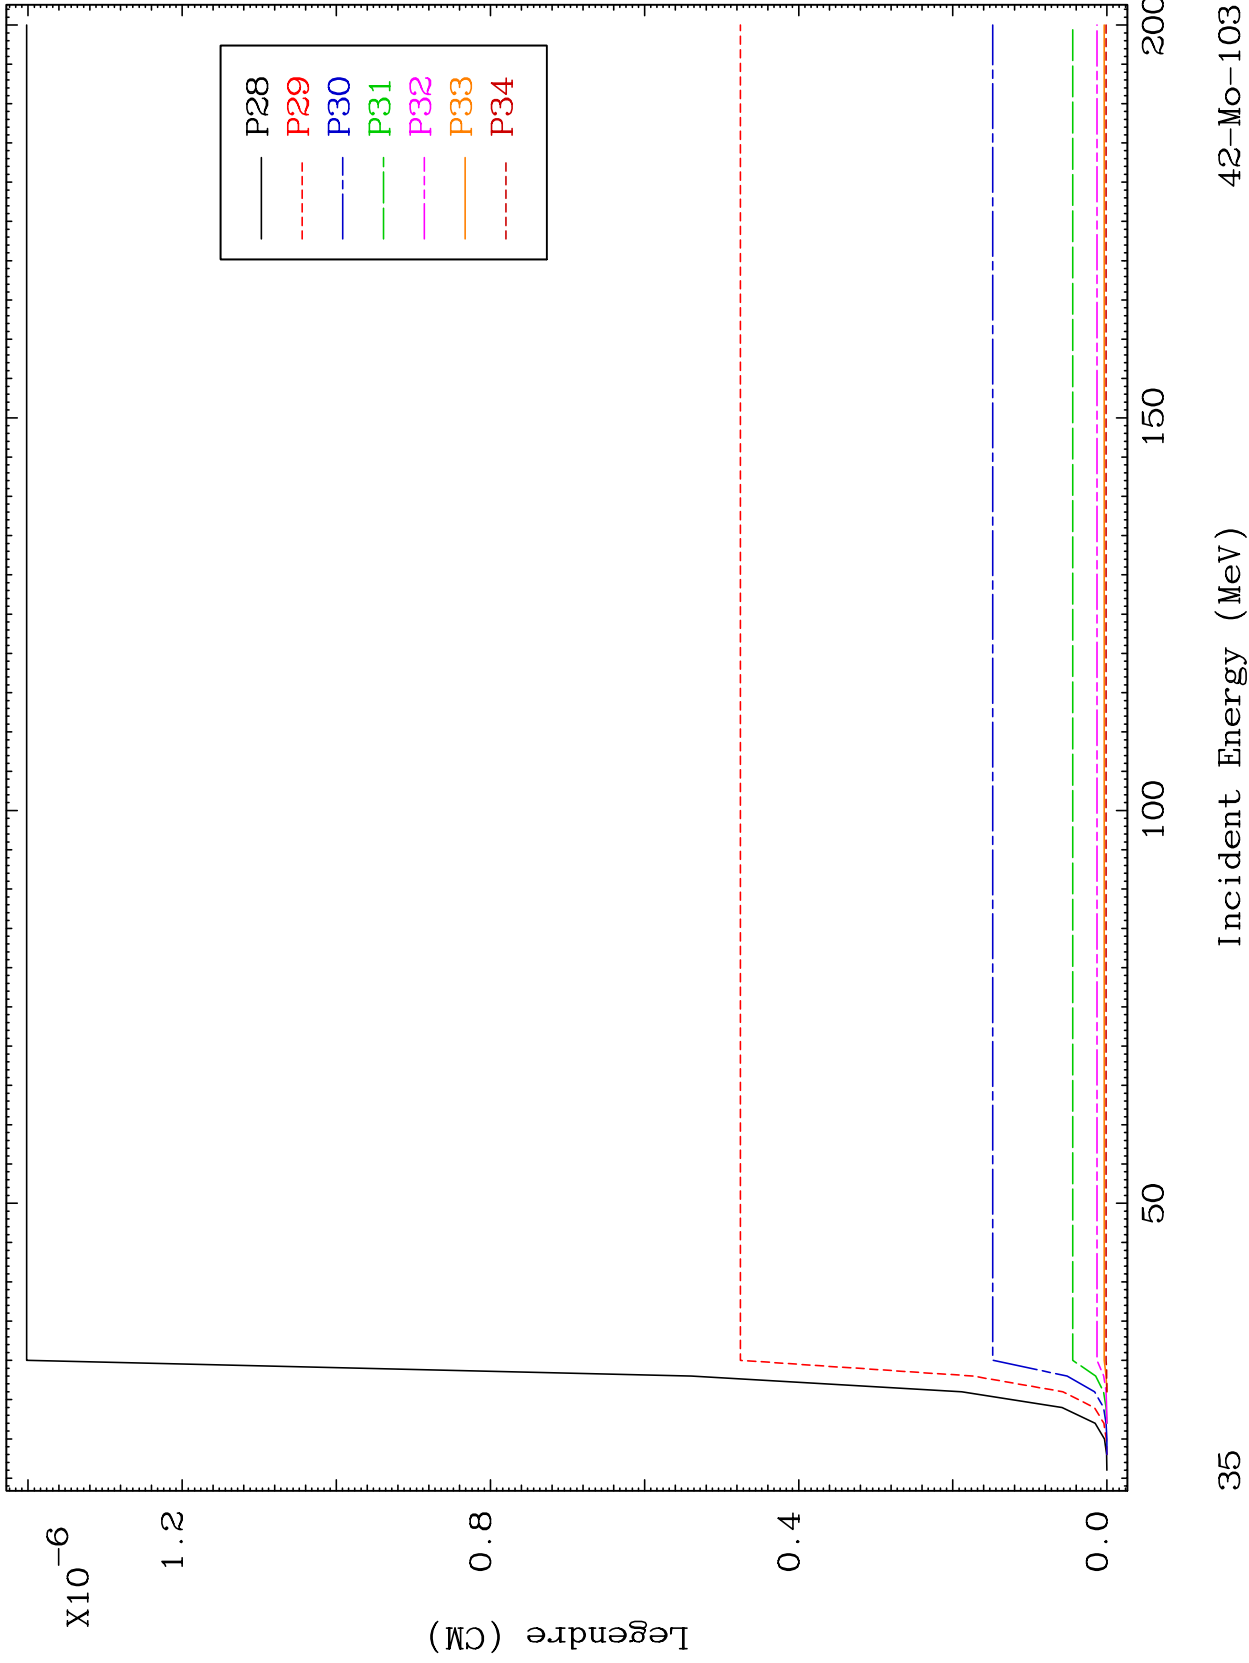 X10-6
1.2
0.8
0.4
0.0
Legendre (CM)
P28
P29
P30
P31
P32
P33
P34
50
100
150
200
Incident Energy (MeV)
35
42-Mo-103